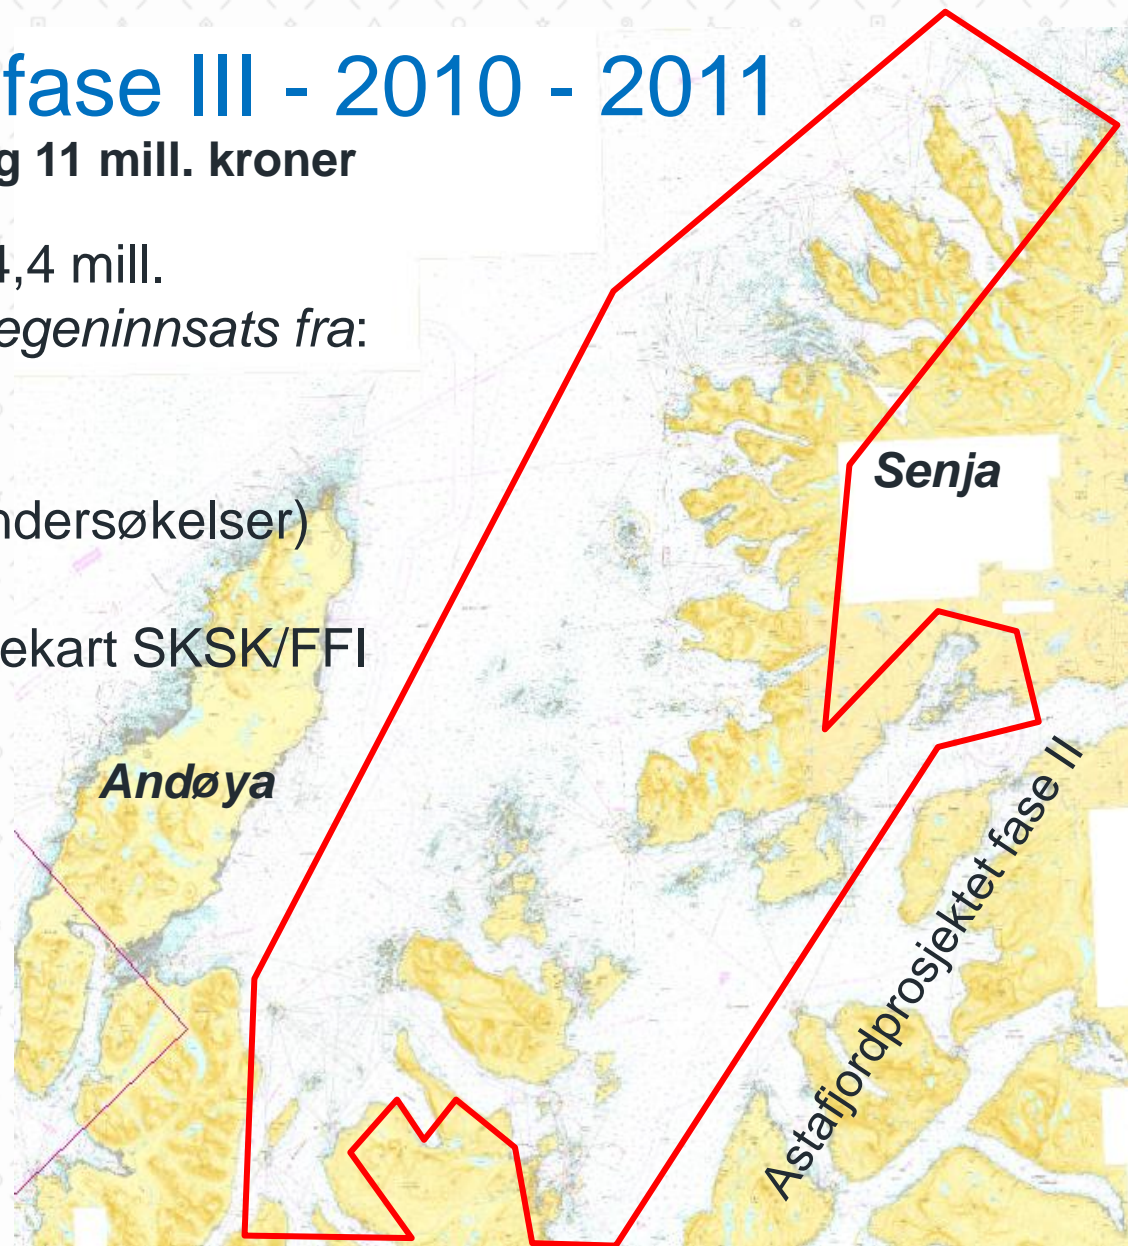 fase III - 2010 - 2011
g 11 mill. kroner
4,4 mill.
egeninnsats fra:
ndersøkelser)
ekart SKSK/FFI
Senja
Andøya
Astafjordprosjektet fase II